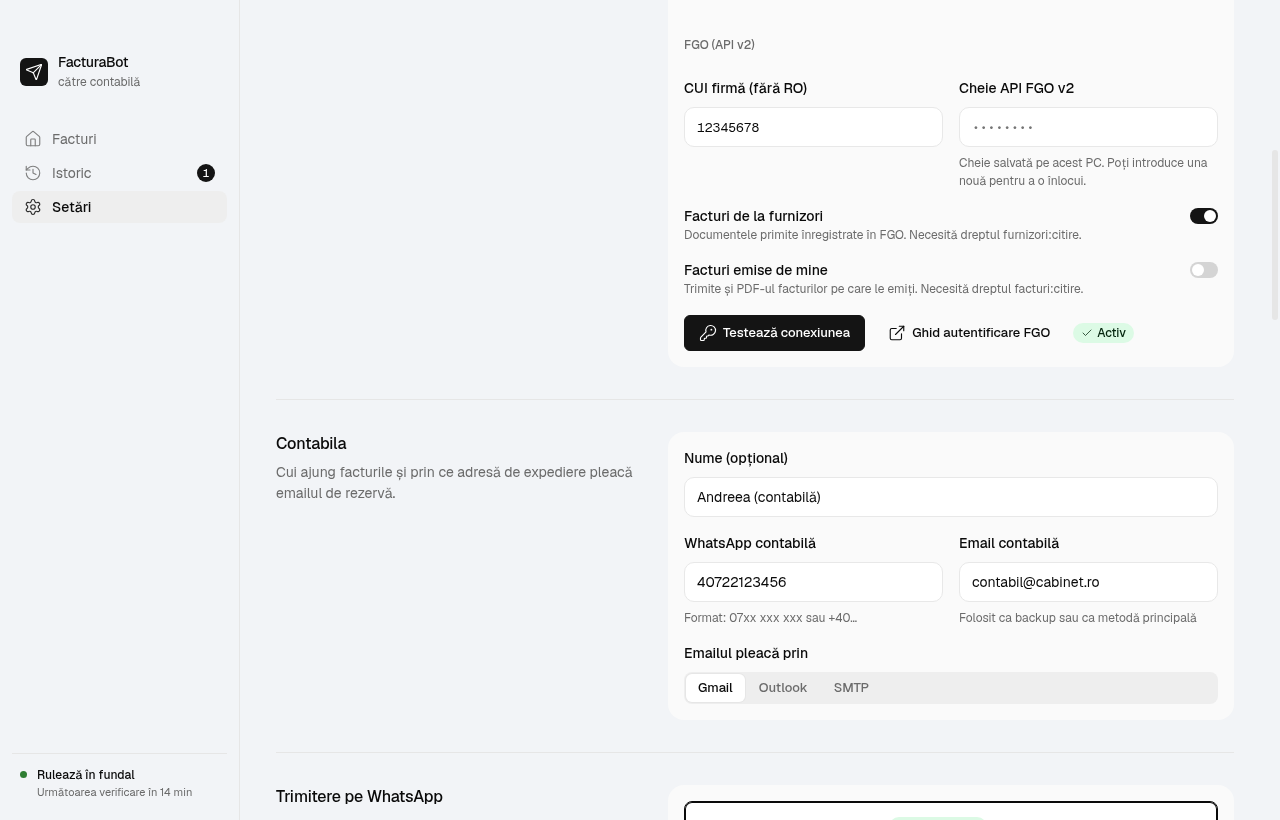 FacturaBot
către contabilă
Facturi
Istoric
1
Setări
Rulează în fundal
Următoarea verificare în 14 min
FGO (API v2)
CUI firmă (fără RO)
Cheie API FGO v2
12345678
••••••••
Cheie salvată pe acest PC. Poți introduce una
nouă pentru a o înlocui.
Facturi de la furnizori
Documentele primite înregistrate în FGO. Necesită dreptul furnizori:citire.
Facturi emise de mine
Trimite și PDF-ul facturilor pe care le emiți. Necesită dreptul facturi:citire.
Testează conexiunea
Ghid autentificare FGO
Activ
Contabila
Cui ajung facturile și prin ce adresă de expediere pleacă
emailul de rezervă.
Nume (opțional)
Andreea (contabilă)
WhatsApp contabilă
Email contabilă
40722123456
contabil@cabinet.ro
Format: 07xx xxx xxx sau +40…
Folosit ca backup sau ca metodă principală
Emailul pleacă prin
Gmail
Outlook
SMTP
Trimitere pe WhatsApp